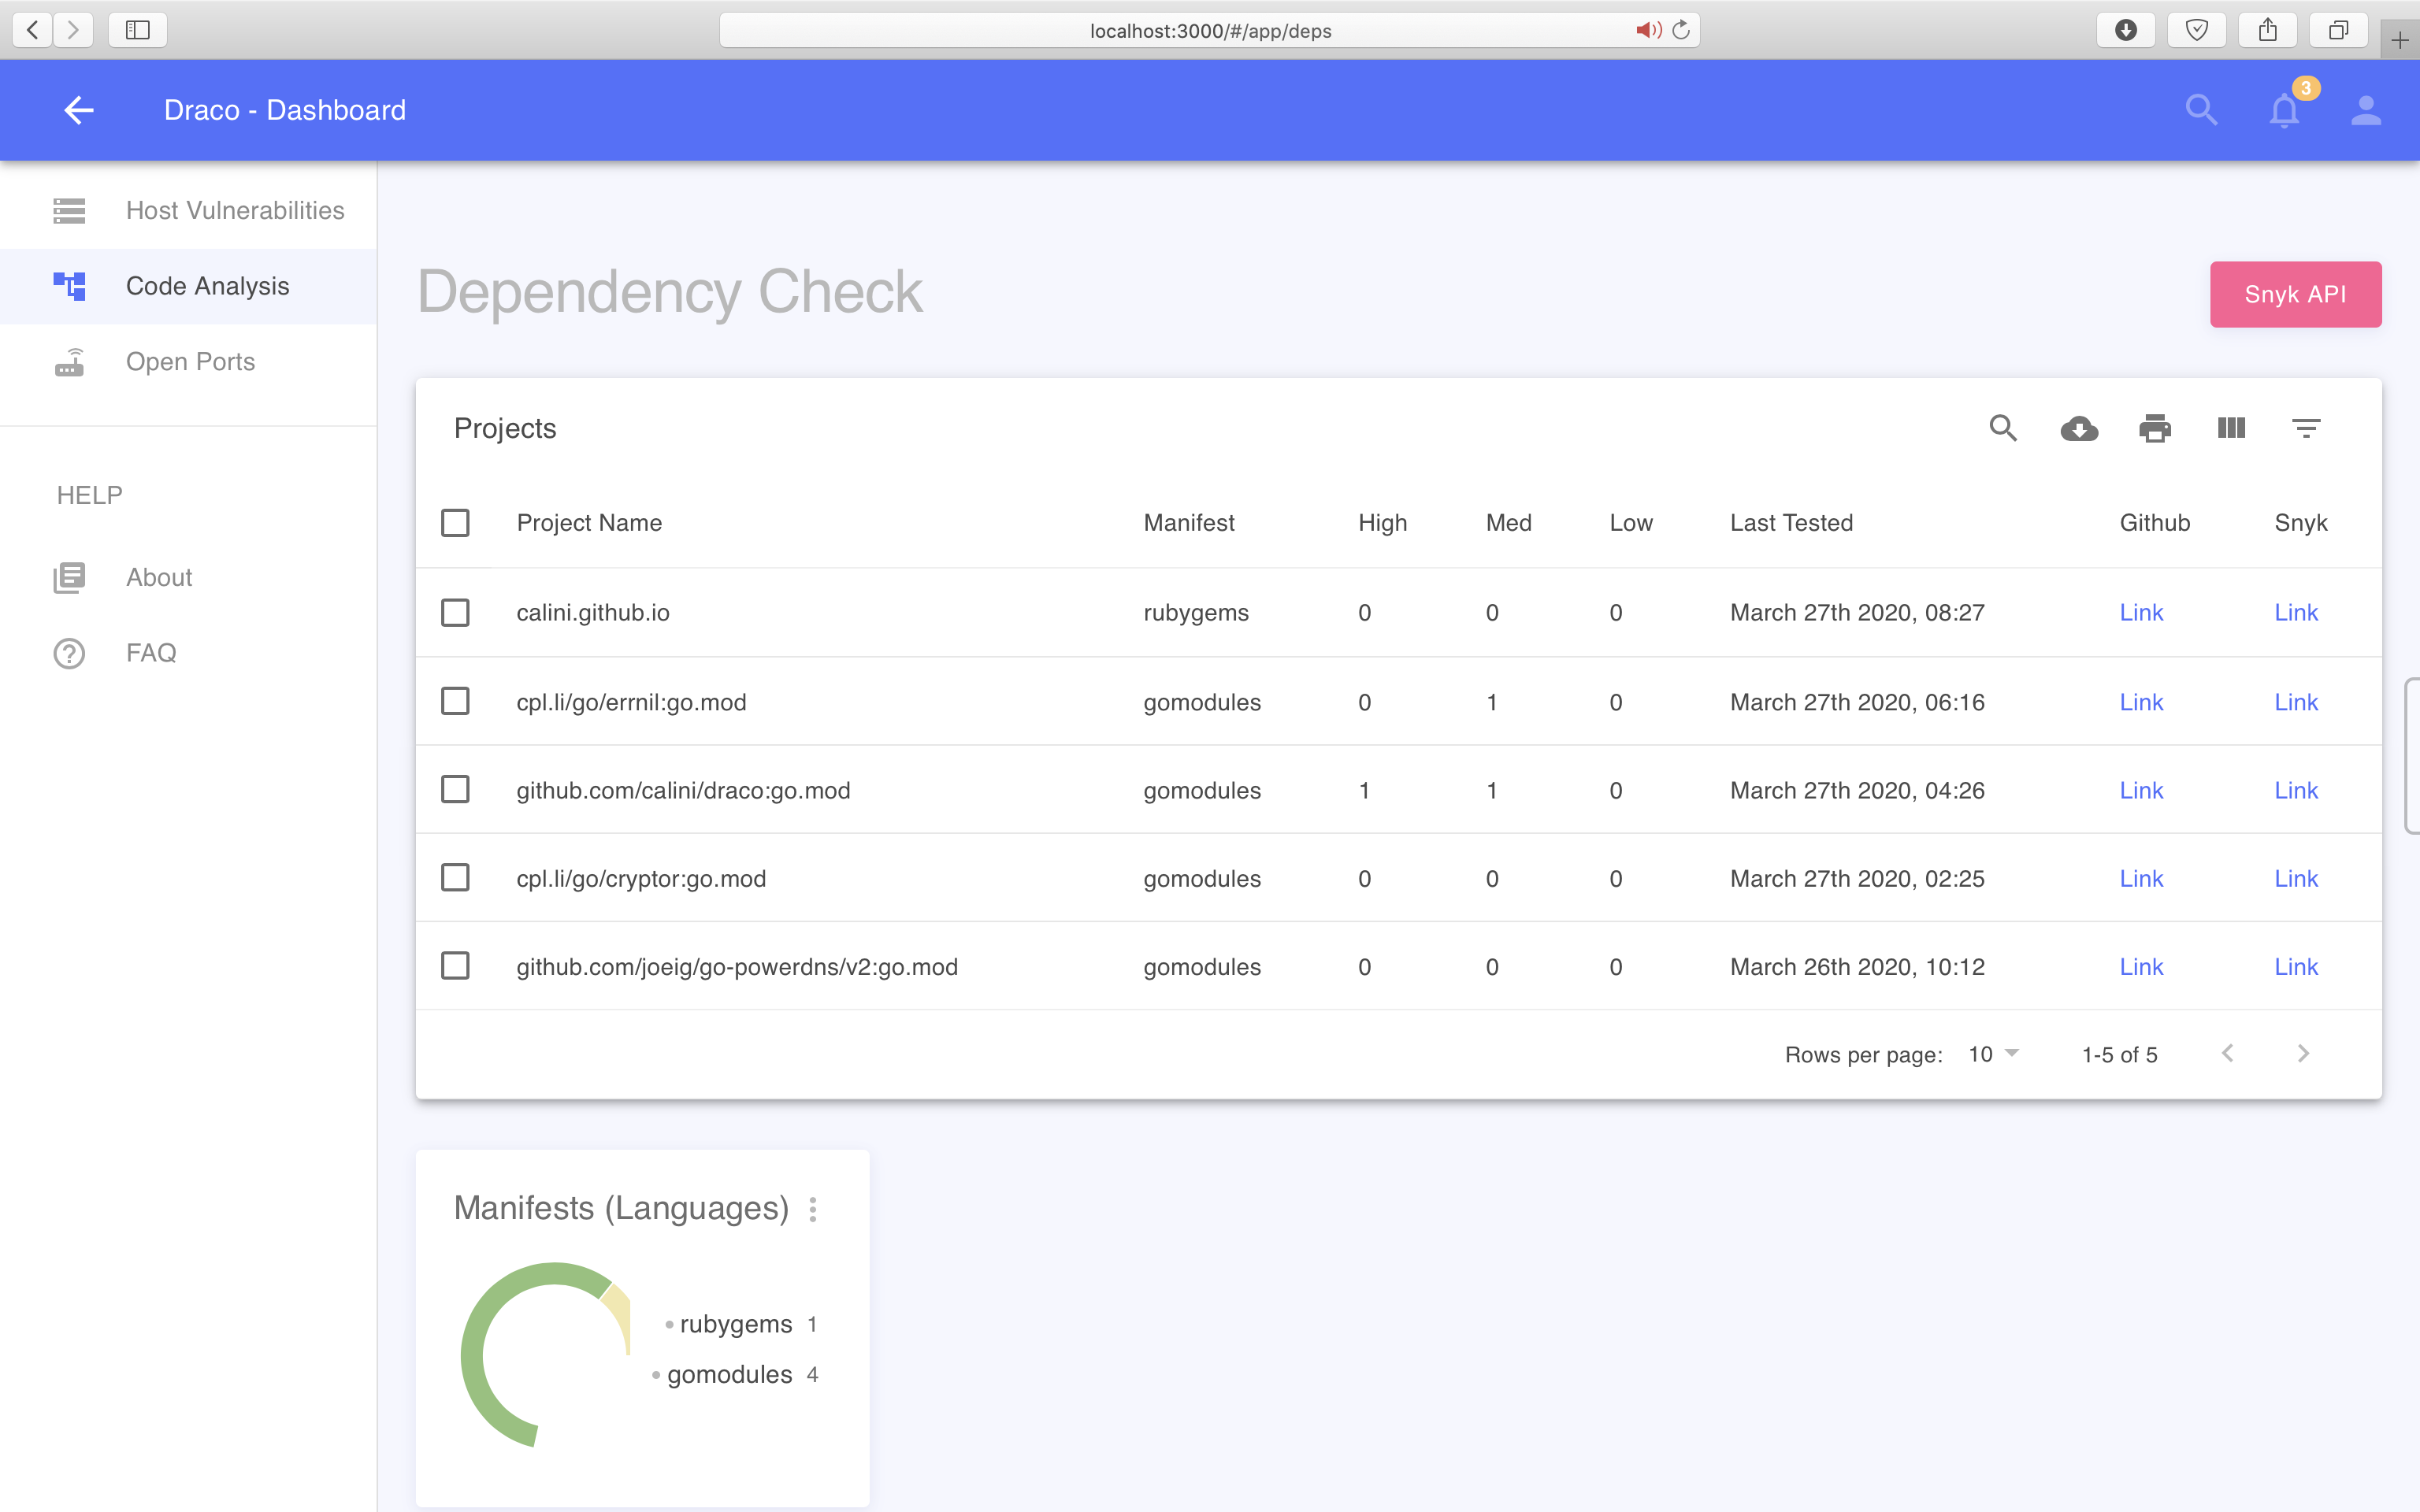 localhost:3000/#/app/deps
Draco - Dashboard
3
Host Vulnerabilities
Code Analysis
Open Ports
HELP
About
FAQ
Dependency Check
Snyk API
Projects
Project Name Manifest High Med Low Last Tested Github Snyk
calini.github.io rubygems 0 0 0 March 27th 2020, 08:27 Link Link
cpl.li/go/errnil:go.mod gomodules 0 1 0 March 27th 2020, 06:16 Link Link
github.com/calini/draco:go.mod gomodules 1 1 0 March 27th 2020, 04:26 Link Link
cpl.li/go/cryptor:go.mod gomodules 0 0 0 March 27th 2020, 02:25 Link Link
github.com/joeig/go-powerdns/v2:go.mod gomodules 0 0 0 March 26th 2020, 10:12 Link Link
Rows per page: 10 1-5 of 5
Manifests (Languages)
rubygems 1
gomodules 4